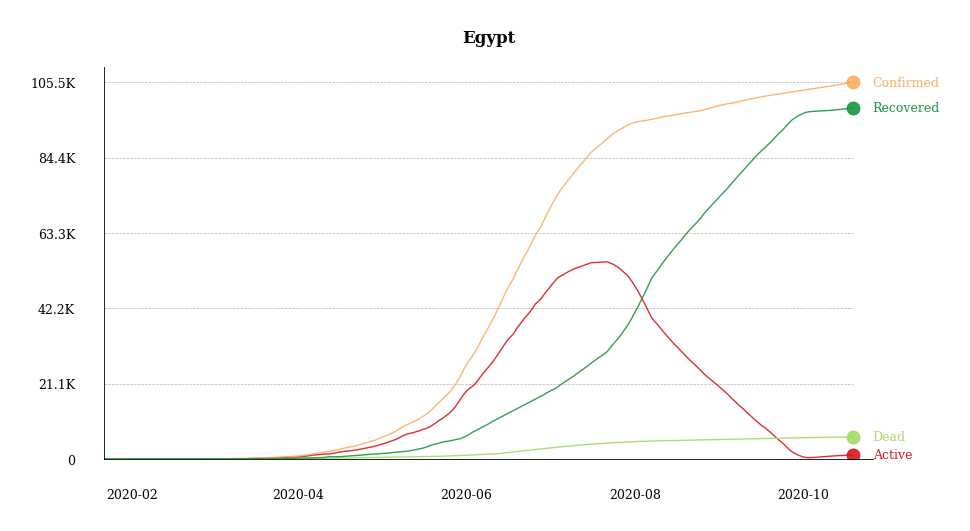 Egypt
105.5K
Confirmed
Recovered
84.4K
63.3K
42.2K
21.1K
Dead
Active
0
2020-02 2020-04 2020-06 2020-08 2020-10